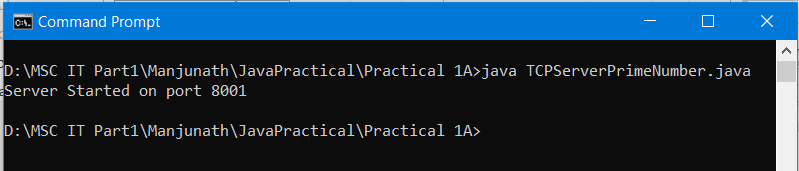 Command Prompt
D:\MSC IT Part1\Manjunath\JavaPractical\Practical 1A>java TCPServerPrimeNumber.java
Server Started on port 8001
D:\MSC IT Part1\Manjunath\JavaPractical\Practical 1A>